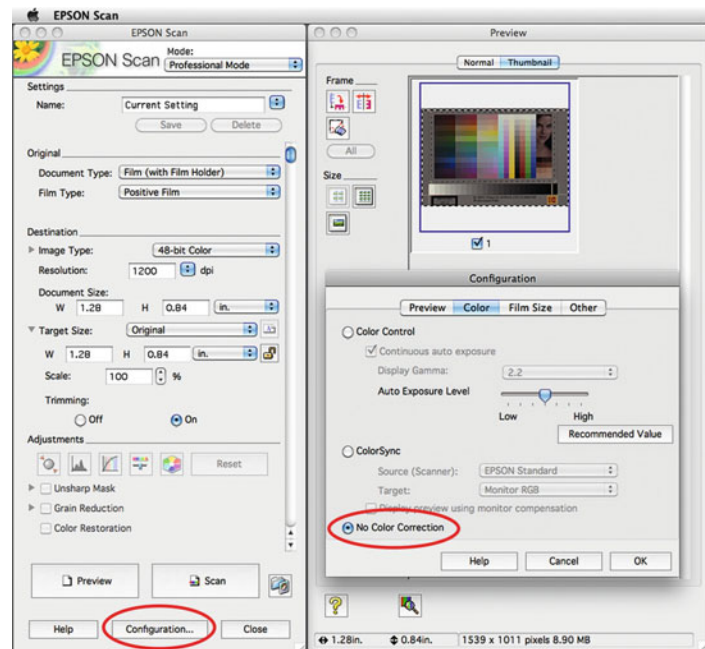 EPSON Scan
EPSON Scan
EPSON Scan
Mode:
Professional Mode
Settings
Name:
Current Setting
Save
Delete
Original
Document Type:
Film (with Film Holder)
Film Type:
Positive Film
Destination
Image Type:
48-bit Color
Resolution:
1200
dpi
Document Size:
W 1.28 H 0.84 in.
Target Size:
Original
W 1.28 H 0.84 in.
Scale:
100 %
Trimming:
Off
On
Adjustments
Reset
Unsharp Mask
Grain Reduction
Color Restoration
Preview
Scan
Help
Configuration...
Close
Preview
Normal
Thumbnail
Frame
All
Size
1
Configuration
Preview
Color
Film Size
Other
Color Control
Continuous auto exposure
Display Gamma:
2.2
Auto Exposure Level
Low
High
Recommended Value
ColorSync
Source (Scanner):
EPSON Standard
Target:
Monitor RGB
Display preview using monitor compensation
No Color Correction
Help
Cancel
OK
1.28in.
0.84in.
1539 x 1011 pixels 8.90 MB